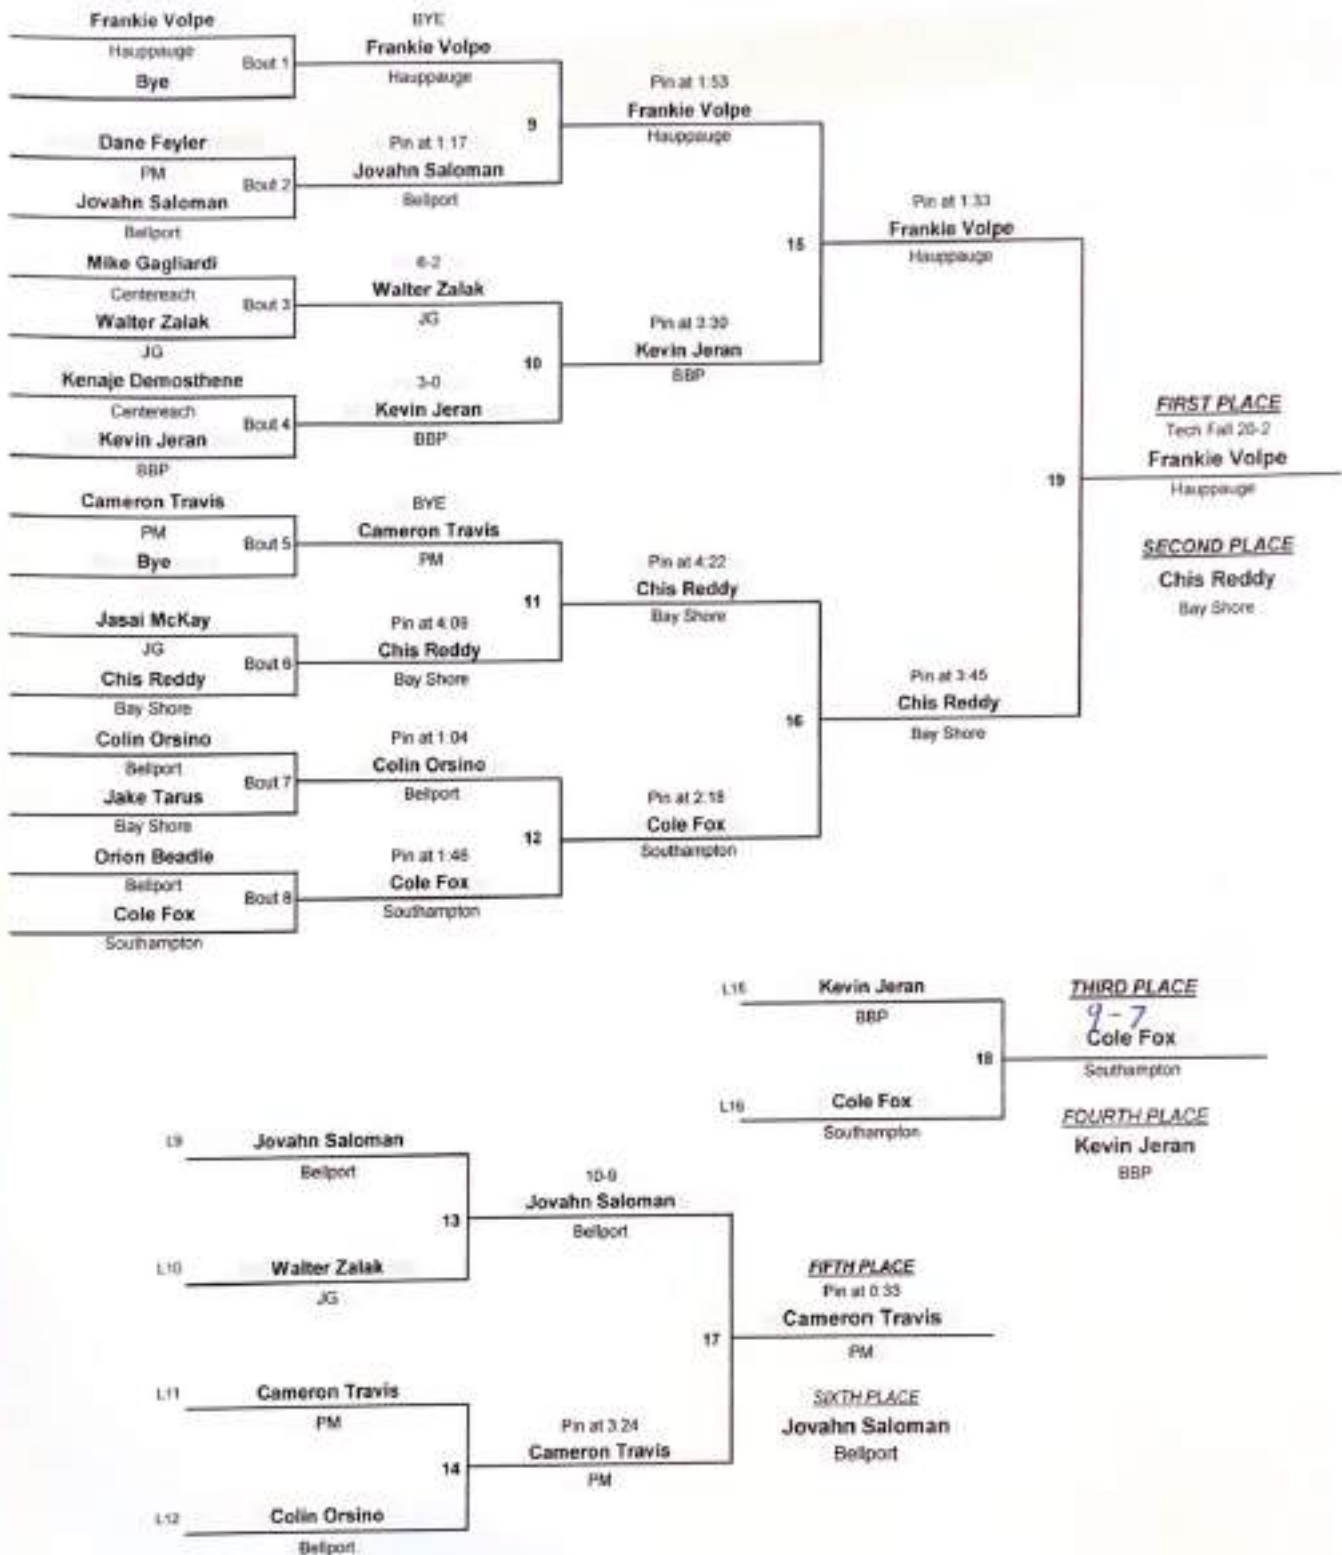 Frankie Volpe
Hauppauge
Bout 1
Bye
Dane Feyler
PM
Bout 2
Jovahn Saloman
Bellport
Mike Gagliardi
Centereach
Bout 3
Walter Zalak
JG
Kenaje Demosthene
Centereach
Bout 4
Kevin Jeran
BBP
Cameron Travis
PM
Bout 5
Bye
Jasai McKay
JG
Bout 6
Chis Reddy
Bay Shore
Colin Orsino
Bellport
Bout 7
Jake Tarus
Bay Shore
Orion Beadle
Bellport
Bout 8
Cole Fox
Southampton
BYE
Frankie Volpe
Hauppauge
9
Pin at 1:17
Jovahn Saloman
Bellport
6-2
Walter Zalak
JG
10
3-0
Kevin Jeran
BBP
BYE
Cameron Travis
PM
11
Pin at 4:09
Chis Reddy
Bay Shore
Pin at 1:04
Colin Orsino
Bellport
12
Pin at 1:46
Cole Fox
Southampton
Pin at 1:53
Frankie Volpe
Hauppauge
15
Pin at 3:30
Kevin Jeran
BBP
Pin at 4:22
Chis Reddy
Bay Shore
16
Pin at 2:18
Cole Fox
Southampton
Pin at 1:33
Frankie Volpe
Hauppauge
19
Pin at 3:45
Chis Reddy
Bay Shore
FIRST PLACE
Tech Fall 20-2
Frankie Volpe
Hauppauge
SECOND PLACE
Chis Reddy
Bay Shore
L15
Kevin Jeran
BBP
18
L16
Cole Fox
Southampton
THIRD PLACE
9-7
Cole Fox
Southampton
FOURTH PLACE
Kevin Jeran
BBP
L9
Jovahn Saloman
Bellport
13
L10
Walter Zalak
JG
L11
Cameron Travis
PM
14
L12
Colin Orsino
Bellport
10-9
Jovahn Saloman
Bellport
17
Pin at 3:24
Cameron Travis
PM
FIFTH PLACE
Pin at 0:33
Cameron Travis
PM
SIXTH PLACE
Jovahn Saloman
Bellport